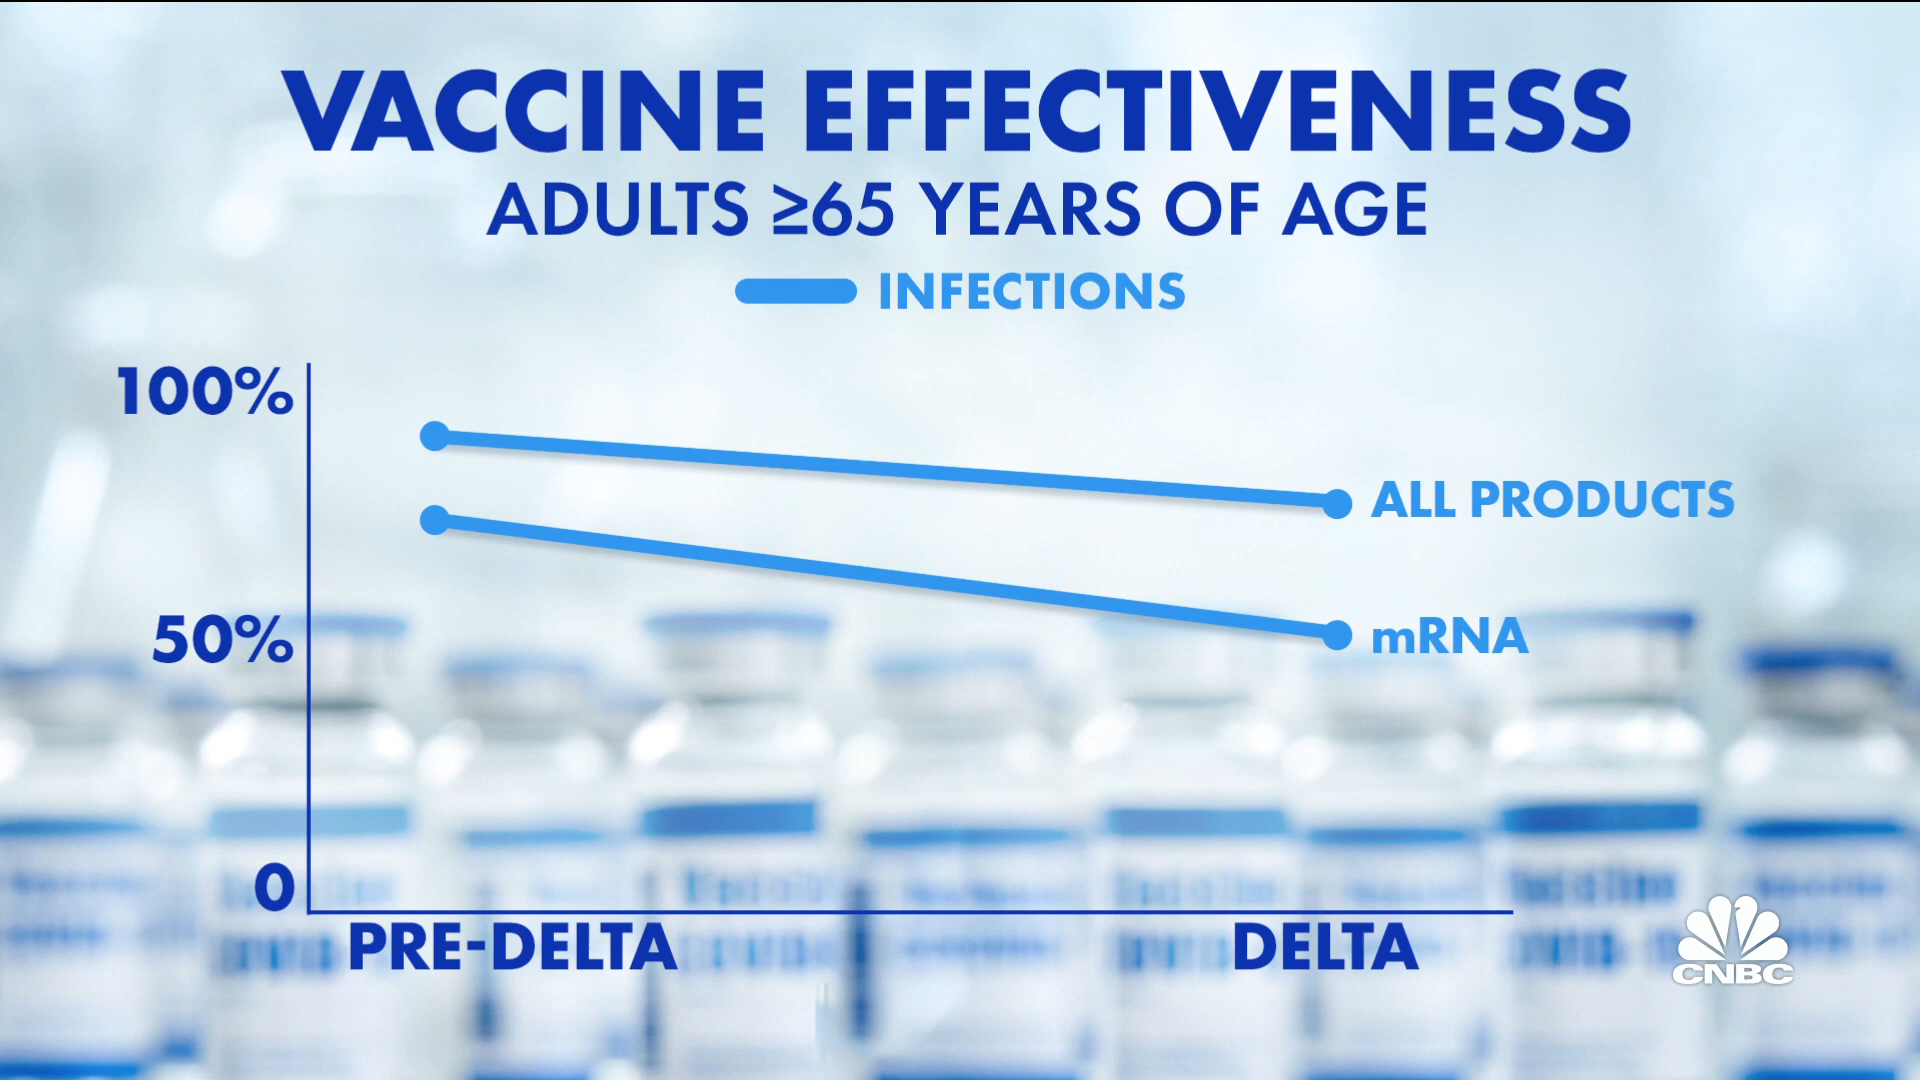 VACCINE EFFECTIVENESS
ADULTS ≥65 YEARS OF AGE
INFECTIONS
100%
ALL PRODUCTS
50%
mRNA
0
PRE-DELTA
DELTA
CNBC